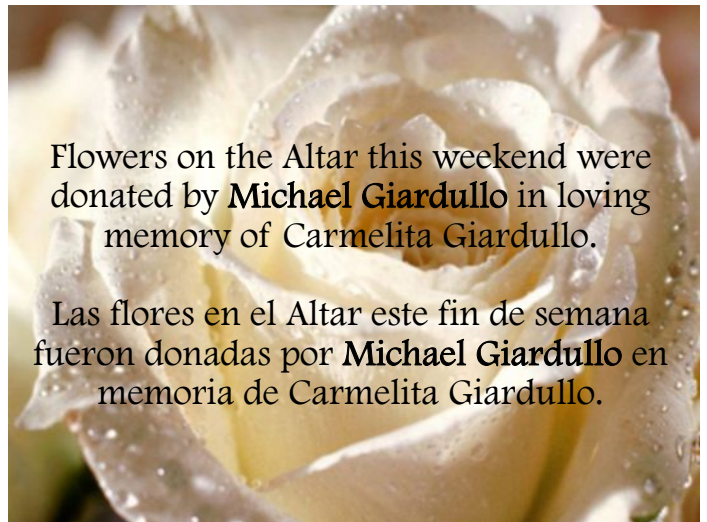 Flowers on the Altar this weekend were
donated by Michael Giardullo in loving
memory of Carmelita Giardullo.
Las flores en el Altar este fin de semana
fueron donadas por Michael Giardullo en
memoria de Carmelita Giardullo.